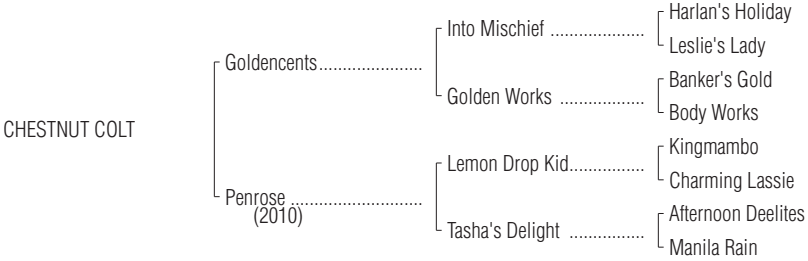 Harlan's Holiday
Into Mischief ....................
Leslie's Lady
Goldencents......................
Banker's Gold
Golden Works ..................
Body Works
CHESTNUT COLT
Kingmambo
Lemon Drop Kid................
Charming Lassie
Penrose ............................
(2010)
Afternoon Deelites
Tasha's Delight ................
Manila Rain